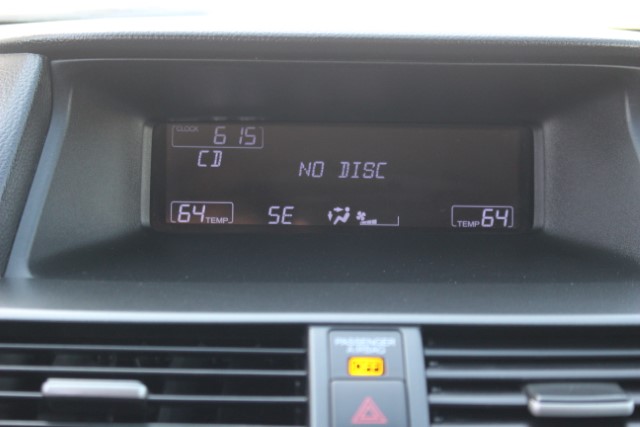 CLOCK 6 15
CD
NO DISC
64 TEMP SE TEMP 64
PASSENGER
AIRBAG